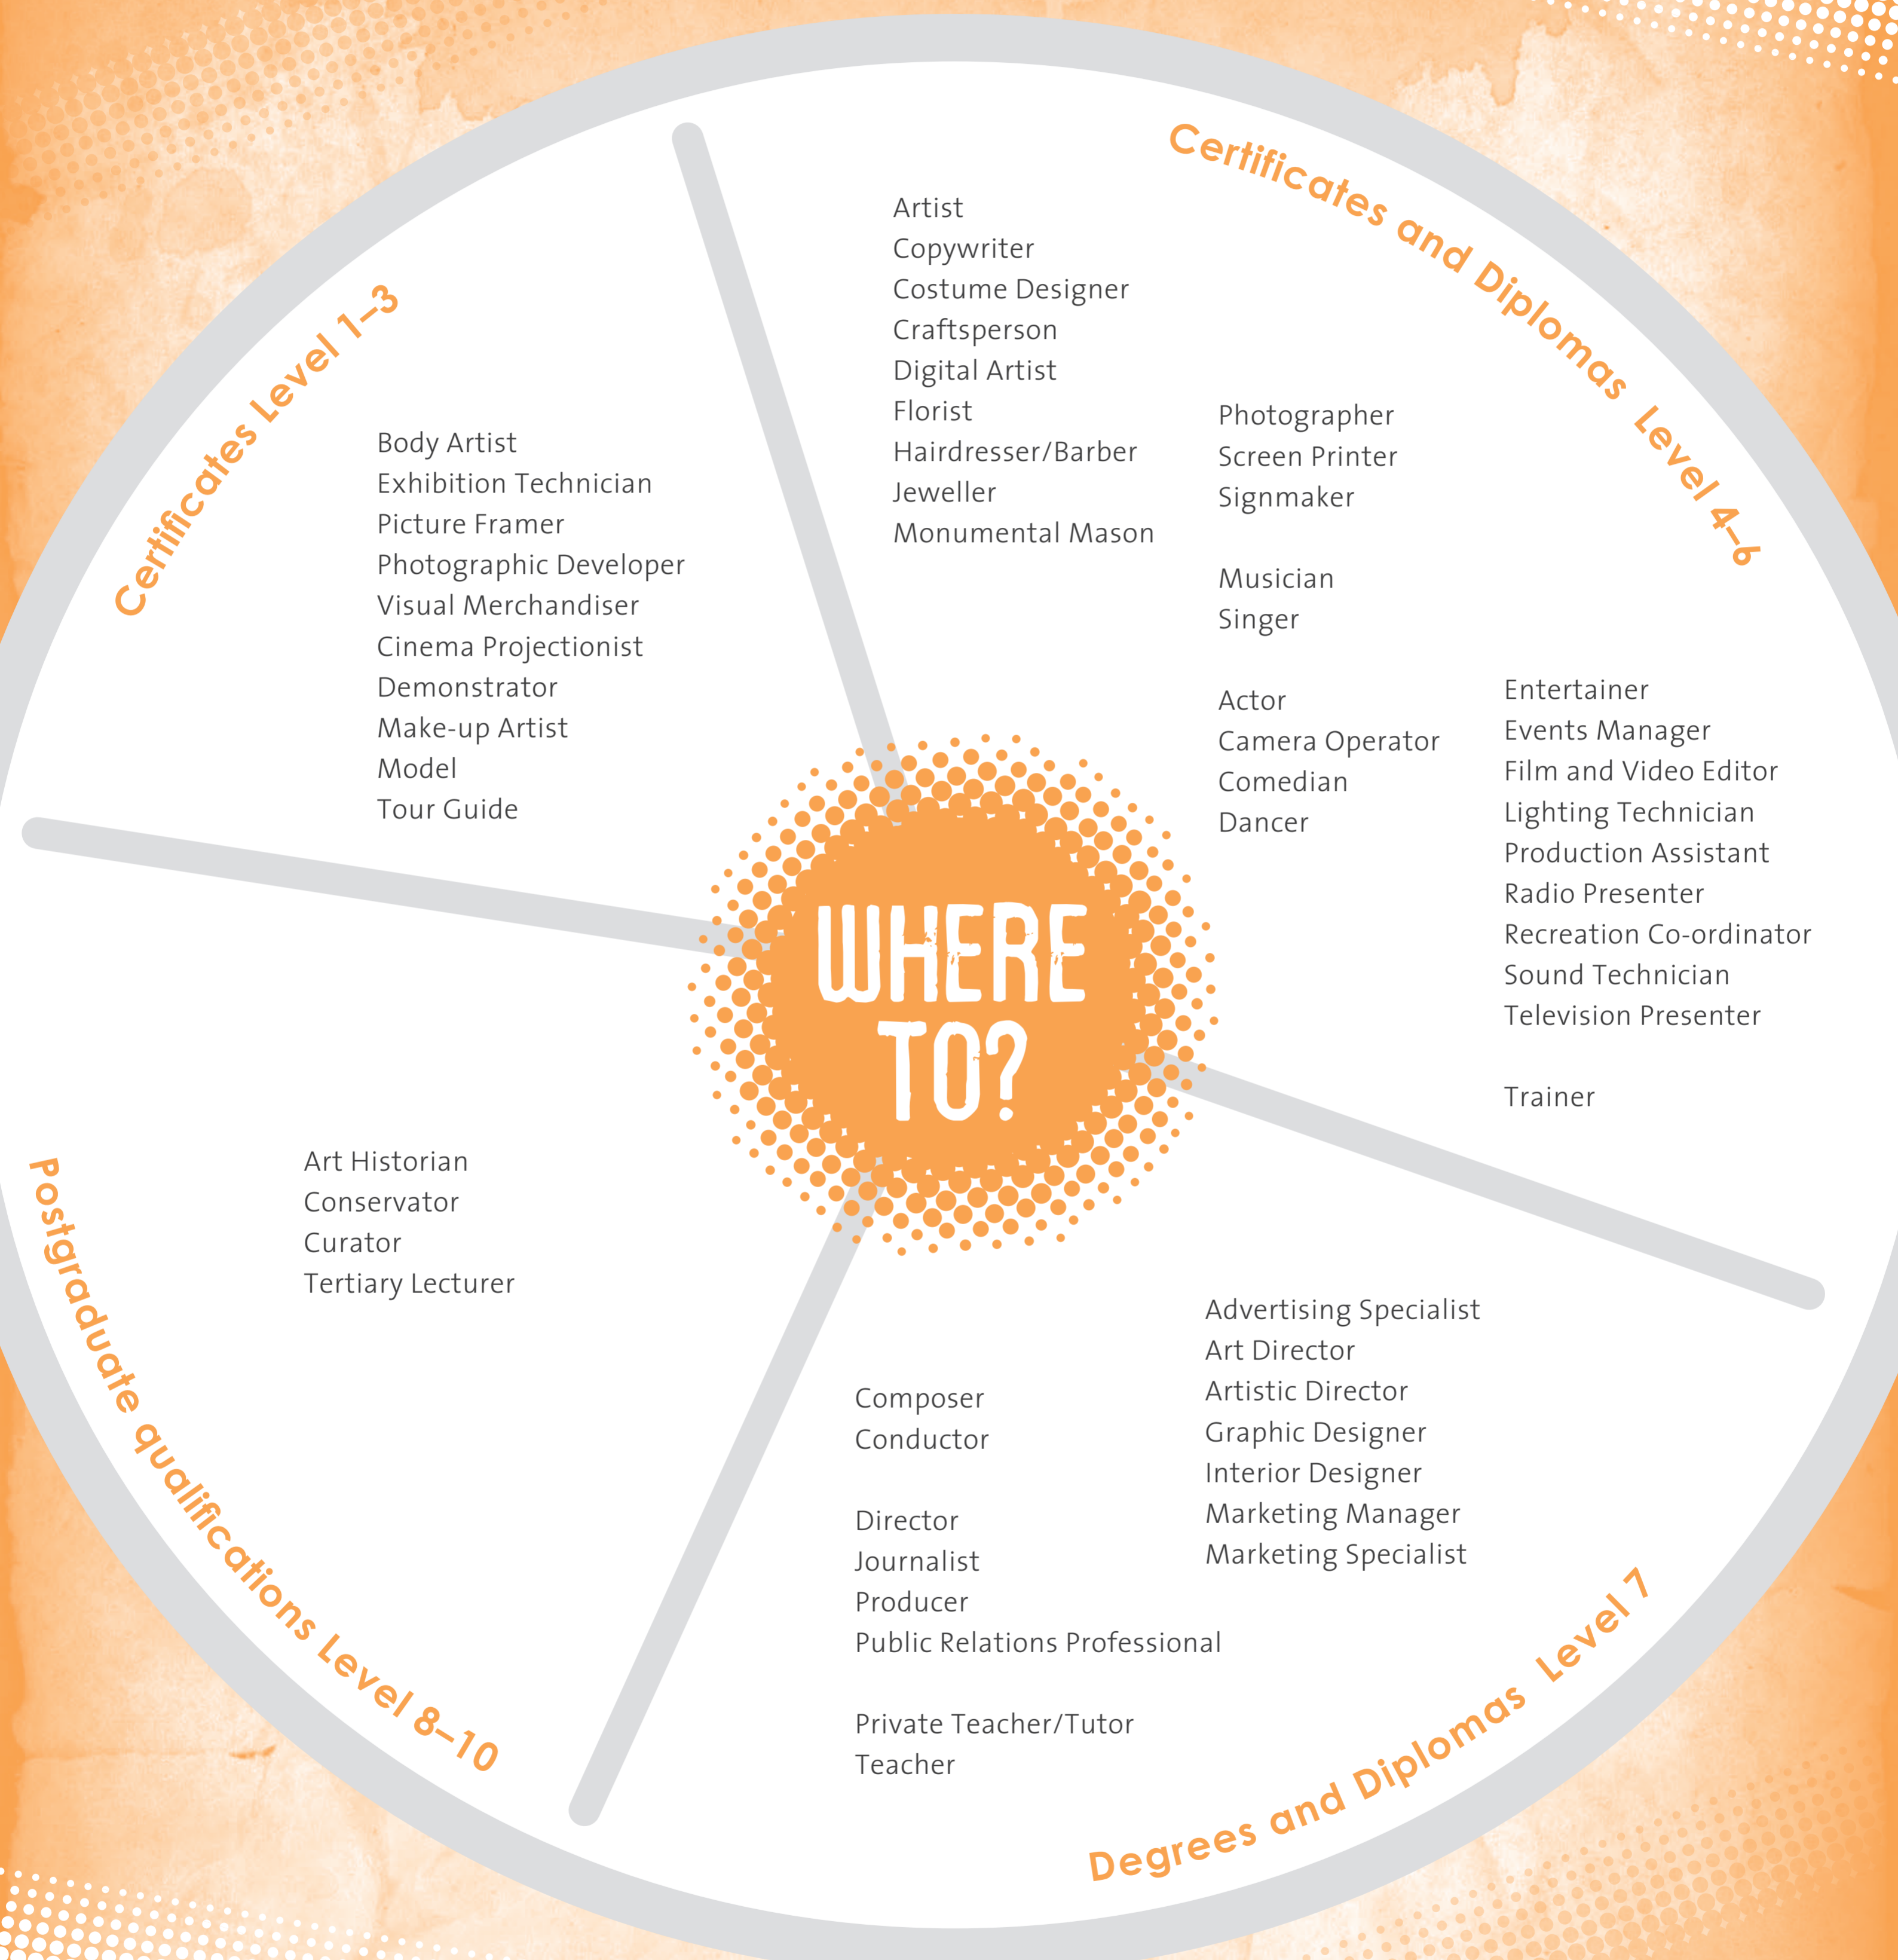 Certificates Level 1–3
Body Artist
Exhibition Technician
Picture Framer
Photographic Developer
Visual Merchandiser
Cinema Projectionist
Demonstrator
Make-up Artist
Model
Tour Guide
Certificates and Diplomas Level 4–6
Artist
Copywriter
Costume Designer
Craftsperson
Digital Artist
Florist
Hairdresser/Barber
Jeweller
Monumental Mason
Photographer
Screen Printer
Signmaker
Musician
Singer
Actor
Camera Operator
Comedian
Dancer
Entertainer
Events Manager
Film and Video Editor
Lighting Technician
Production Assistant
Radio Presenter
Recreation Co-ordinator
Sound Technician
Television Presenter
Trainer
WHERE
TO?
Postgraduate qualifications Level 8–10
Art Historian
Conservator
Curator
Tertiary Lecturer
Composer
Conductor
Director
Journalist
Producer
Public Relations Professional
Private Teacher/Tutor
Teacher
Advertising Specialist
Art Director
Artistic Director
Graphic Designer
Interior Designer
Marketing Manager
Marketing Specialist
Degrees and Diplomas Level 7